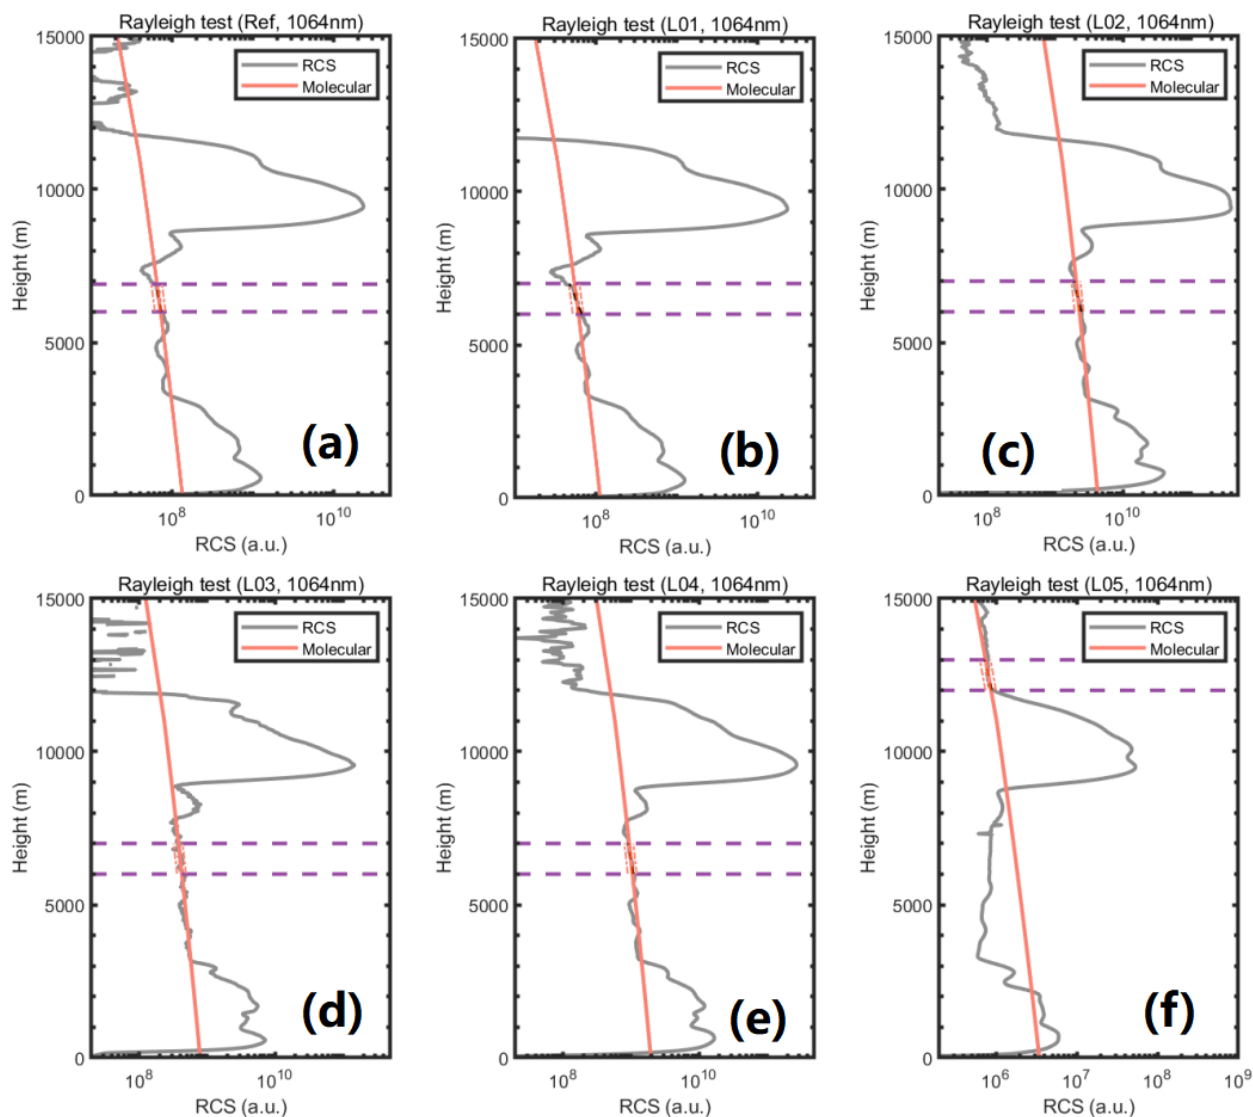 Rayleigh test (Ref, 1064nm)
15000
10000
5000
0
Height (m)
RCS
Molecular
(a)
10^8
10^10
RCS (a.u.)
Rayleigh test (L01, 1064nm)
15000
10000
5000
0
Height (m)
RCS
Molecular
(b)
10^8
10^10
RCS (a.u.)
Rayleigh test (L02, 1064nm)
15000
10000
5000
0
Height (m)
RCS
Molecular
(c)
10^8
10^10
RCS (a.u.)
Rayleigh test (L03, 1064nm)
15000
10000
5000
0
Height (m)
RCS
Molecular
(d)
10^8
10^10
RCS (a.u.)
Rayleigh test (L04, 1064nm)
15000
10000
5000
0
Height (m)
RCS
Molecular
(e)
10^8
10^10
RCS (a.u.)
Rayleigh test (L05, 1064nm)
15000
10000
5000
0
Height (m)
RCS
Molecular
(f)
10^6
10^7
10^8
10^9
RCS (a.u.)